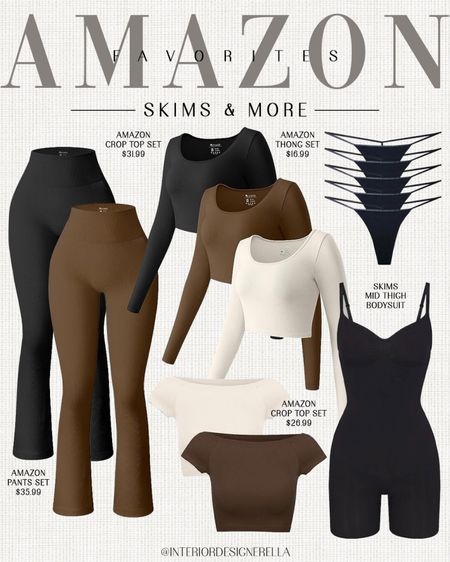 AMAZON
FAVORITES
SKIMS & MORE
AMAZON
CROP TOP SET
$31.99
AMAZON
THONG SET
$16.99
SKIMS
MID THIGH
BODYSUIT
AMAZON
CROP TOP SET
$26.99
AMAZON
PANTS SET
$35.99
@INTERIORDESIGNERELLA